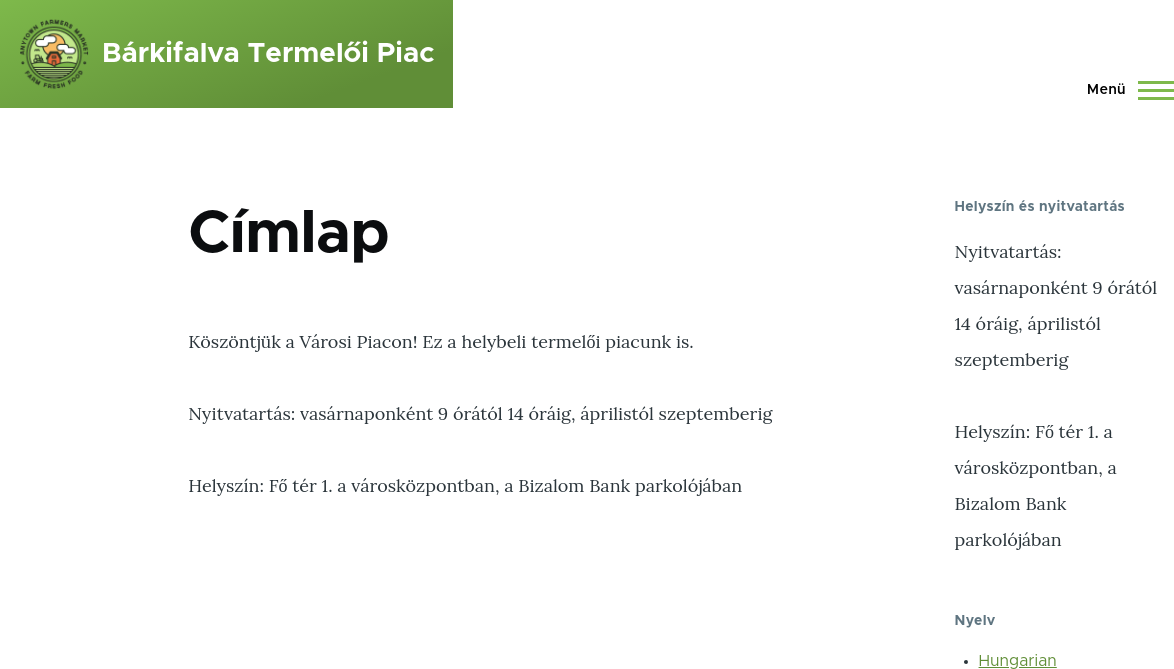 ANYTOWN FARMERS MARKET
FARM FRESH FOOD
Bárkifalva Termelői Piac
Menü
Címlap
Köszöntjük a Városi Piacon! Ez a helybeli termelői piacunk is.
Nyitvatartás: vasárnaponként 9 órától 14 óráig, áprilistól szeptemberig
Helyszín: Fő tér 1. a városközpontban, a Bizalom Bank parkolójában
Helyszín és nyitvatartás
Nyitvatartás:
vasárnaponként 9 órától
14 óráig, áprilistól
szeptemberig
Helyszín: Fő tér 1. a
városközpontban, a
Bizalom Bank
parkolójában
Nyelv
Hungarian